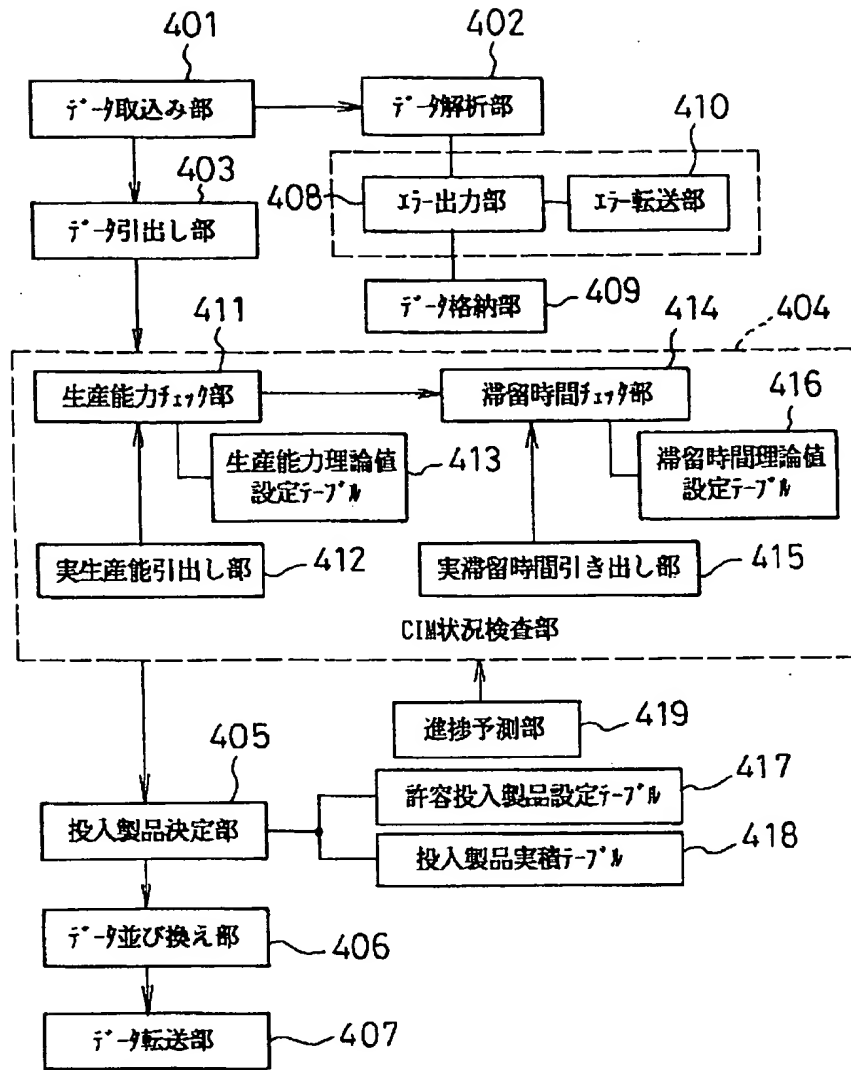 401
402
データ取込み部
データ解析部
410
403
408
エラー出力部
エラー転送部
データ引出し部
データ格納部
409
411
414
404
生産能力チェック部
滞留時間チェック部
416
生産能力理論値
設定テーブル
413
滞留時間理論値
設定テーブル
実生産能引出し部
412
実滞留時間引き出し部
415
CIM状況検査部
進捗予測部
419
405
許容投入製品設定テーブル
417
投入製品決定部
投入製品実積テーブル
418
データ並び換え部
406
データ転送部
407